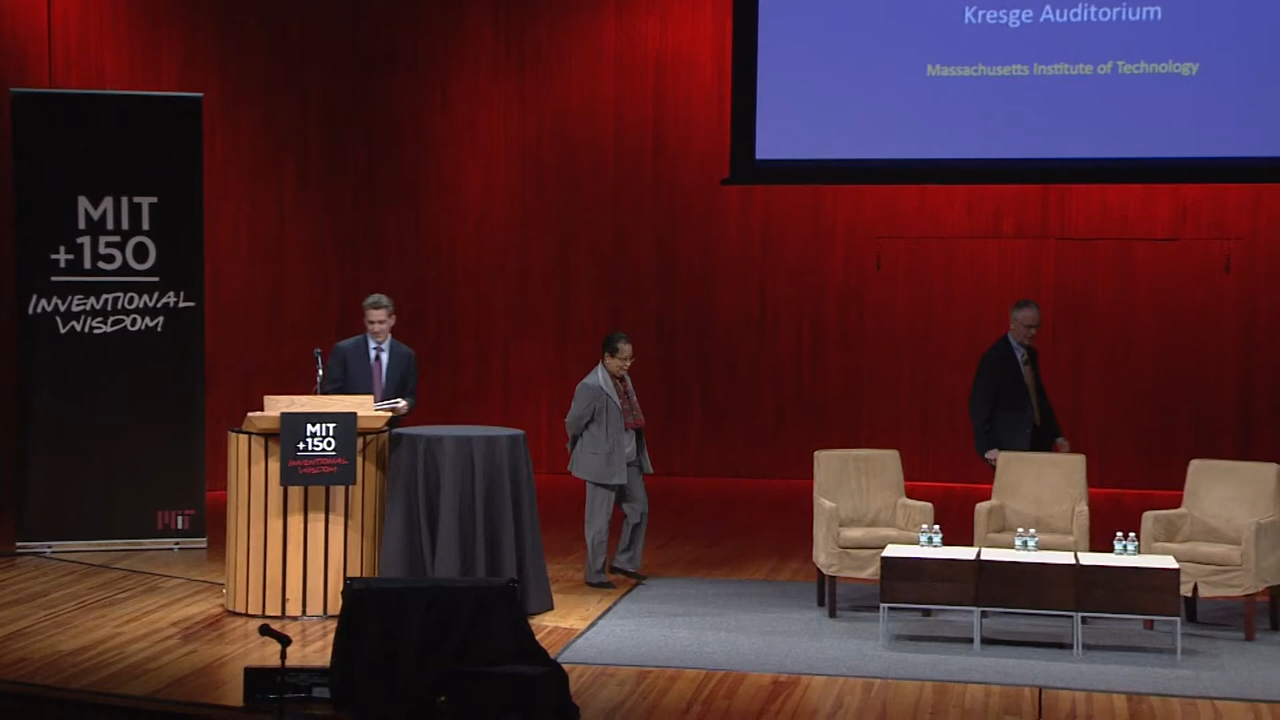 Kresge Auditorium
Massachusetts Institute of Technology
MIT
+150
INVENTIONAL
WISDOM
MIT
MIT
+150
INVENTIONAL
WISDOM